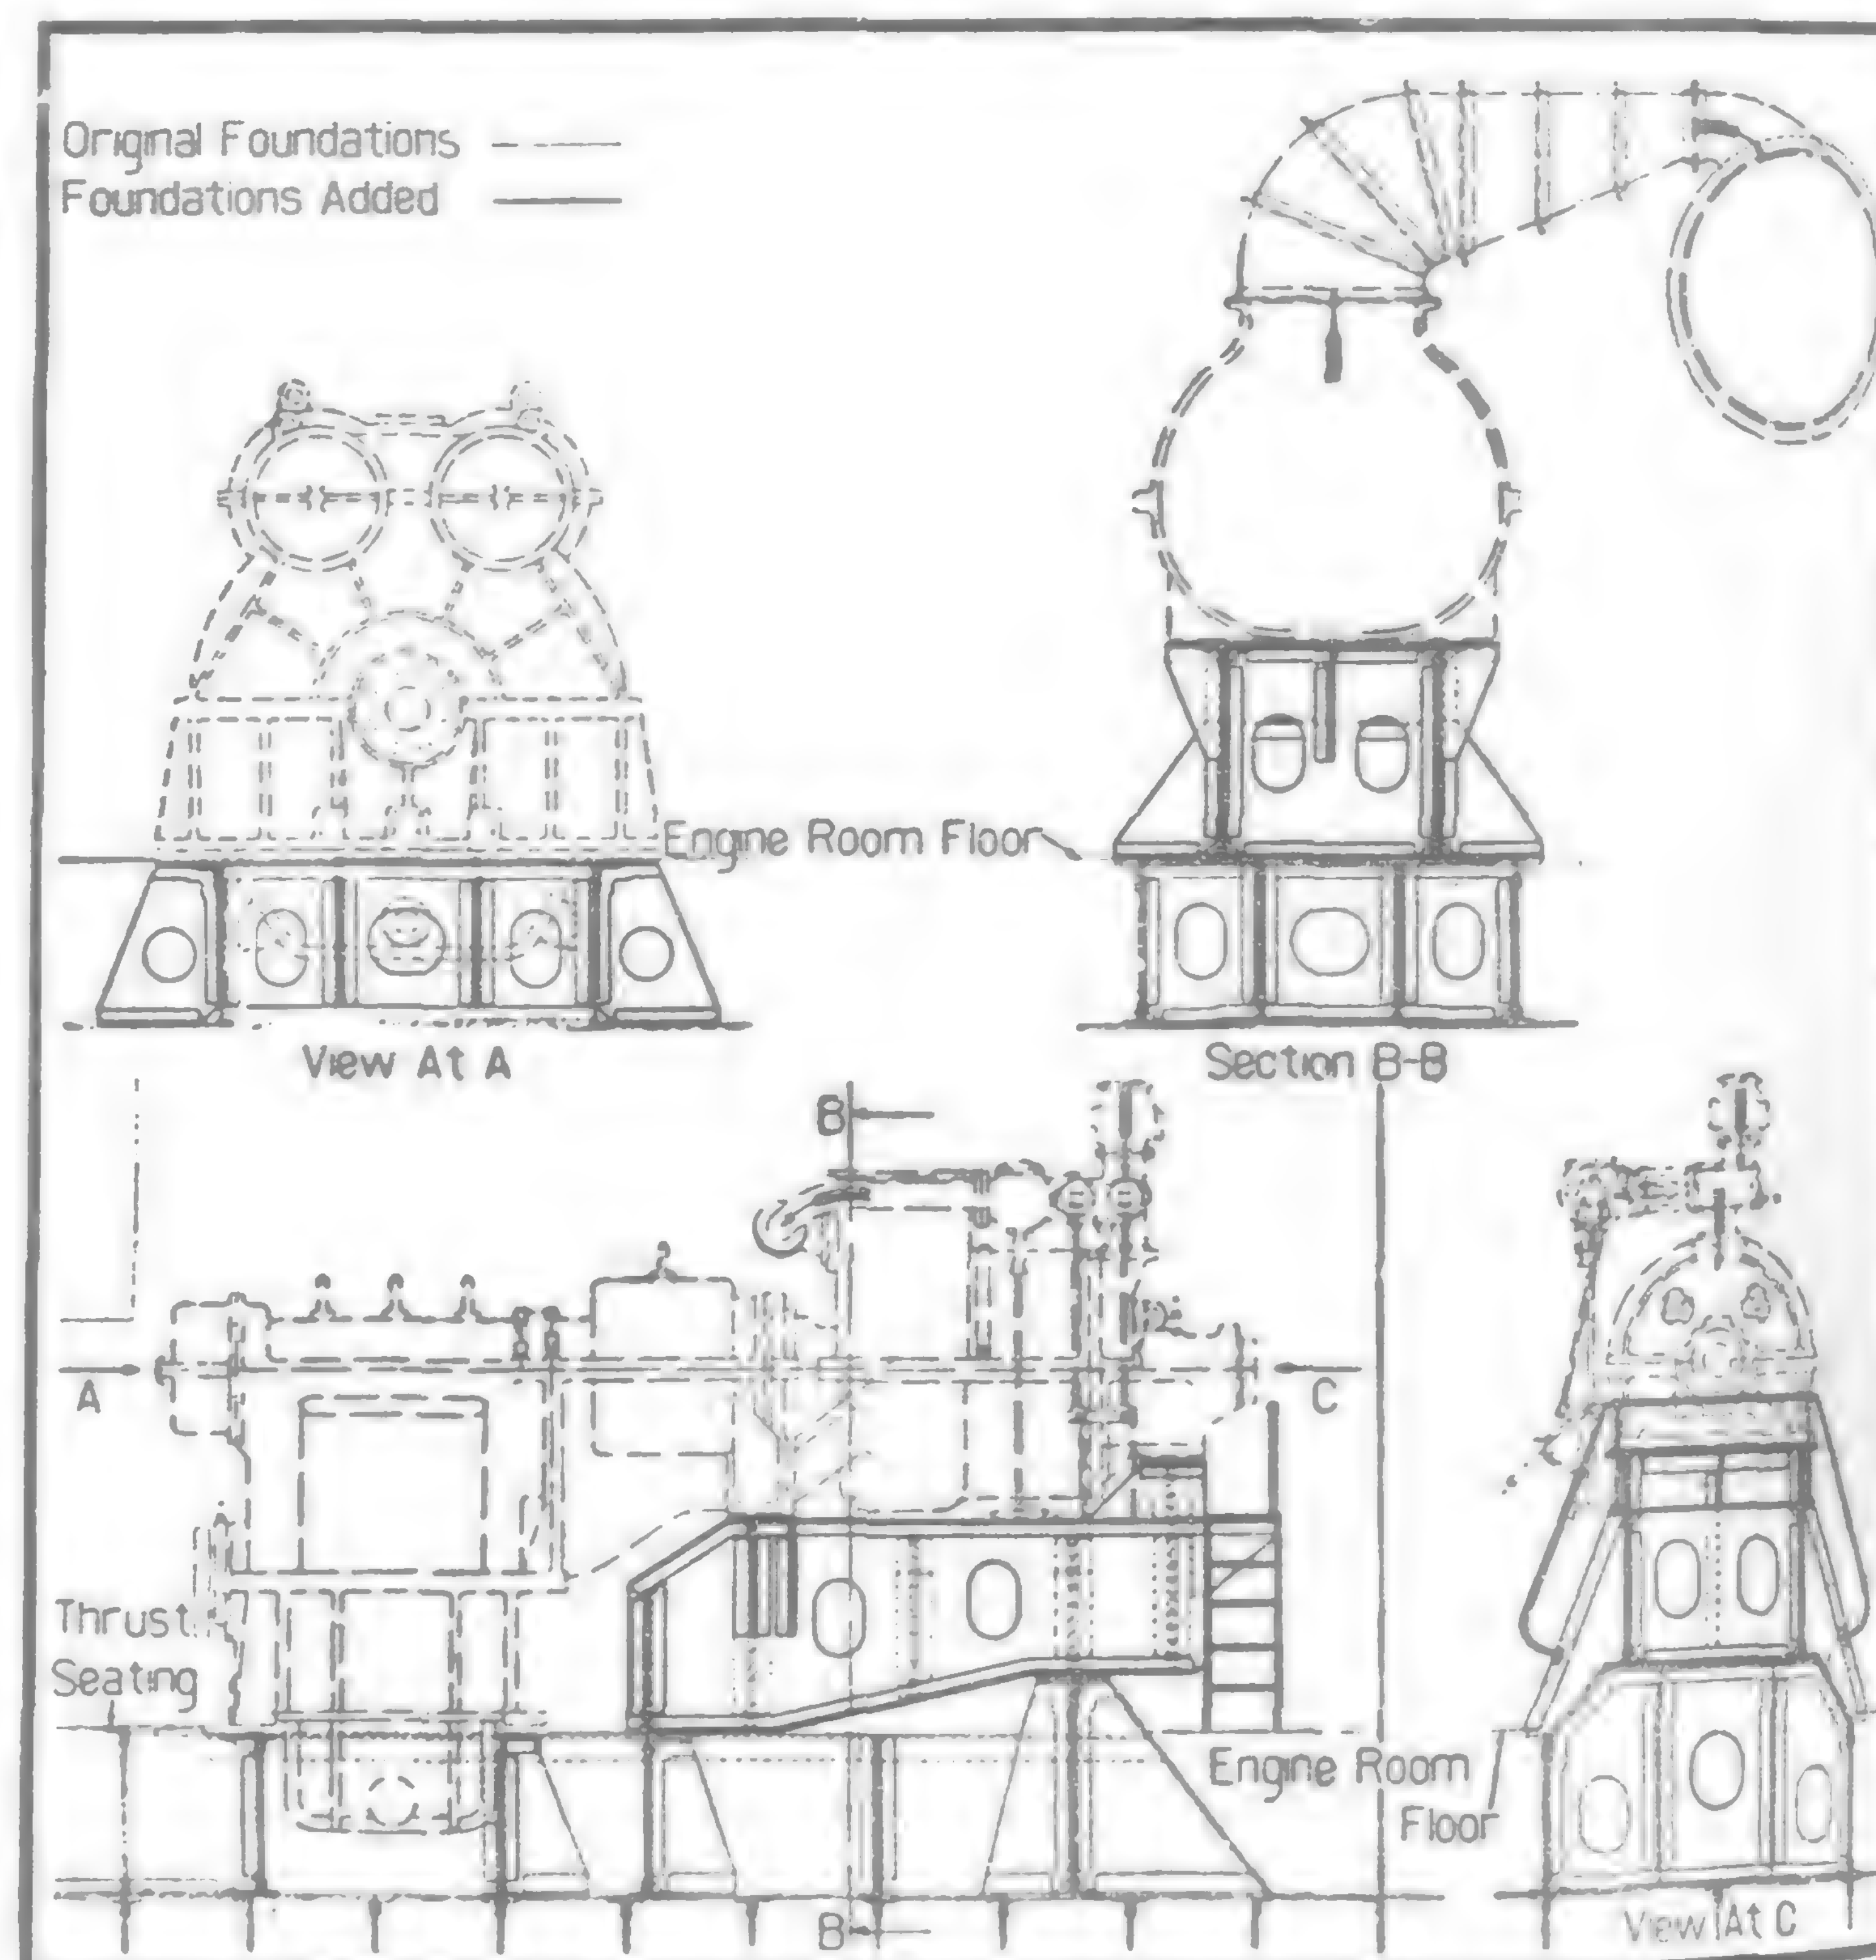 Original Foundations
Foundations Added
Engine Room Floor
View At A
Section B-B
B
A
C
Thrust
Seating
Engine Room
Floor
B
View At C